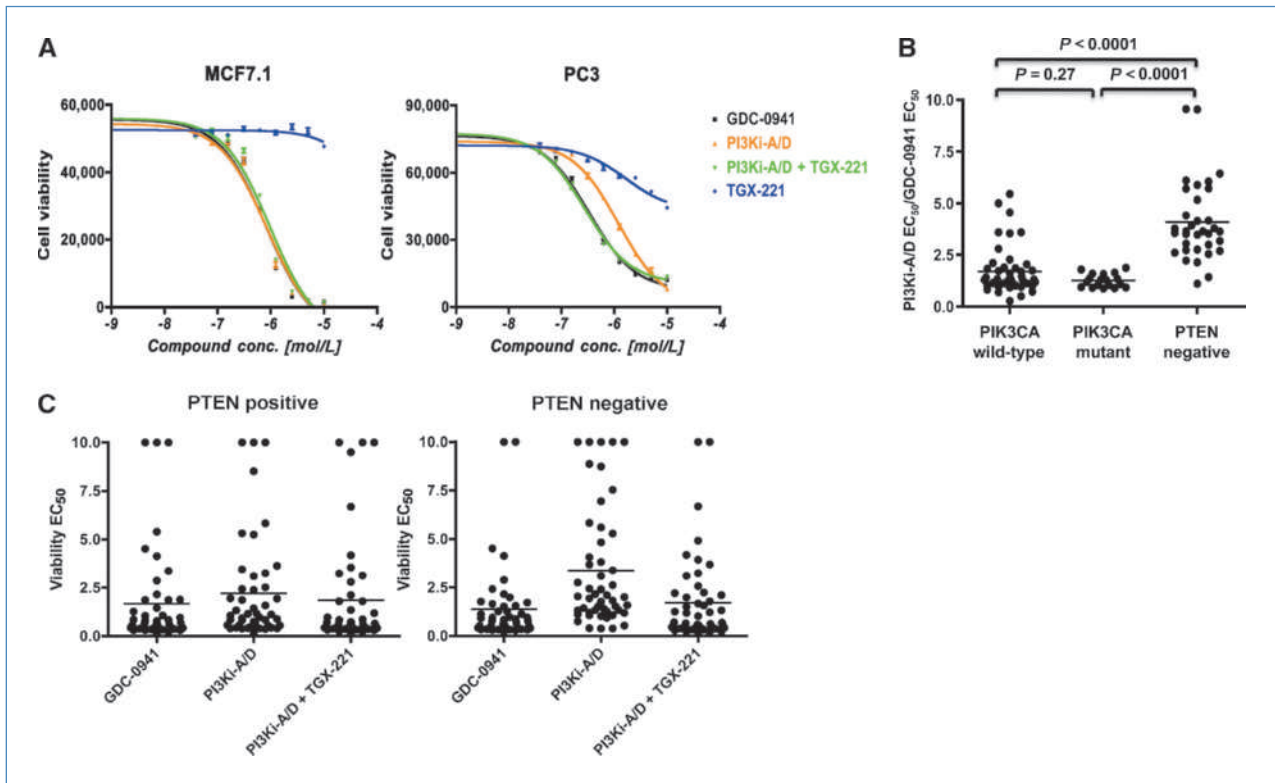 A
MCF7.1
Cell viability
60,000
40,000
20,000
0
-9 -8 -7 -6 -5 -4
Compound conc. [mol/L]
PC3
Cell viability
90,000
60,000
30,000
0
-9 -8 -7 -6 -5 -4
Compound conc. [mol/L]
GDC-0941
PI3Ki-A/D
PI3Ki-A/D + TGX-221
TGX-221
B
P < 0.0001
P = 0.27
P < 0.0001
PI3Ki-A/D EC50/GDC-0941 EC50
10.0
7.5
5.0
2.5
0.0
PIK3CA wild-type
PIK3CA mutant
PTEN negative
C
PTEN positive
Viability EC50
10.0
7.5
5.0
2.5
0.0
GDC-0941
PI3Ki-A/D
PI3Ki-A/D + TGX-221
PTEN negative
Viability EC50
10.0
7.5
5.0
2.5
0.0
GDC-0941
PI3Ki-A/D
PI3Ki-A/D + TGX-221